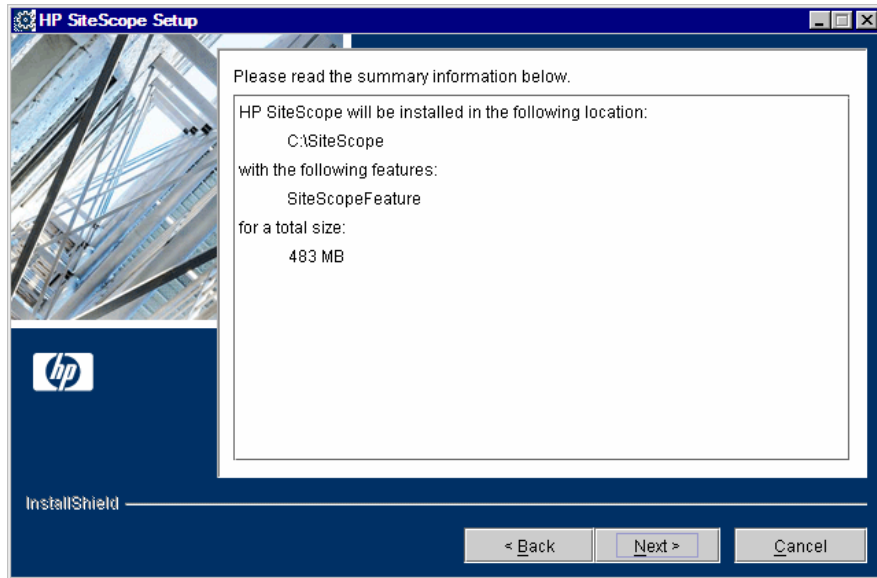 HP SiteScope Setup
Please read the summary information below.
HP SiteScope will be installed in the following location:
C:\SiteScope
with the following features:
SiteScopeFeature
for a total size:
483 MB
hp
InstallShield
< Back
Next >
Cancel